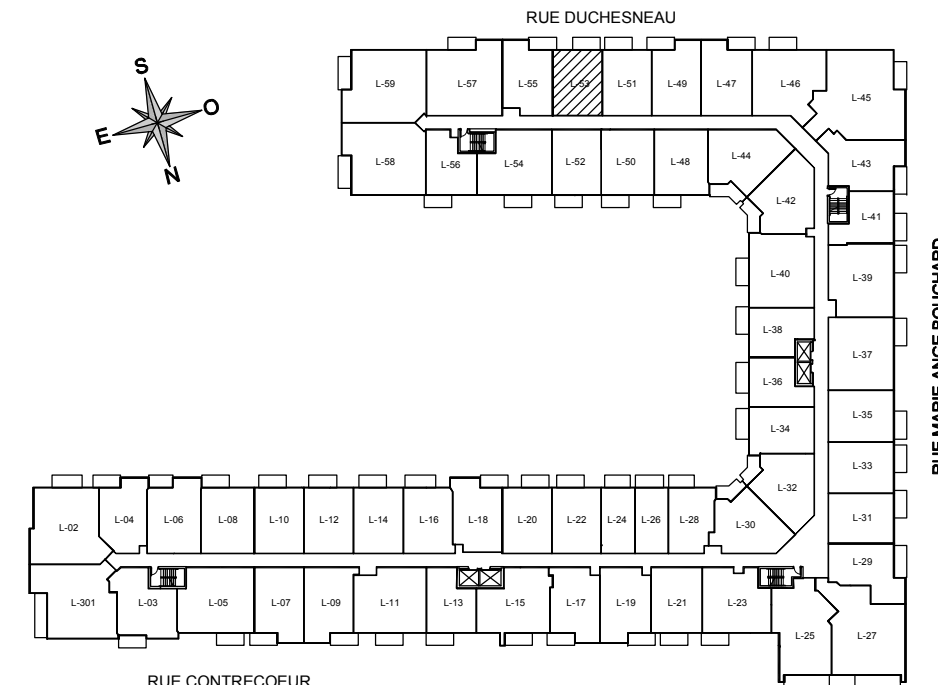 RUE DUCHESNEAU
S
O
E
N
L-59 L-57 L-55 L-53 L-51 L-49 L-47 L-46 L-45
L-58 L-56 L-54 L-52 L-50 L-48 L-44 L-43
L-42 L-41
L-40 L-39
L-38 L-37
L-36
L-34 L-35
L-33
L-32 L-31
L-02 L-04 L-06 L-08 L-10 L-12 L-14 L-16 L-18 L-20 L-22 L-24 L-26 L-28 L-30
L-29
L-301 L-03 L-05 L-07 L-09 L-11 L-13 L-15 L-17 L-19 L-21 L-23
L-25 L-27
RUE MARIE-ANGE-BOUCHARD
RUE CONTRECOEUR